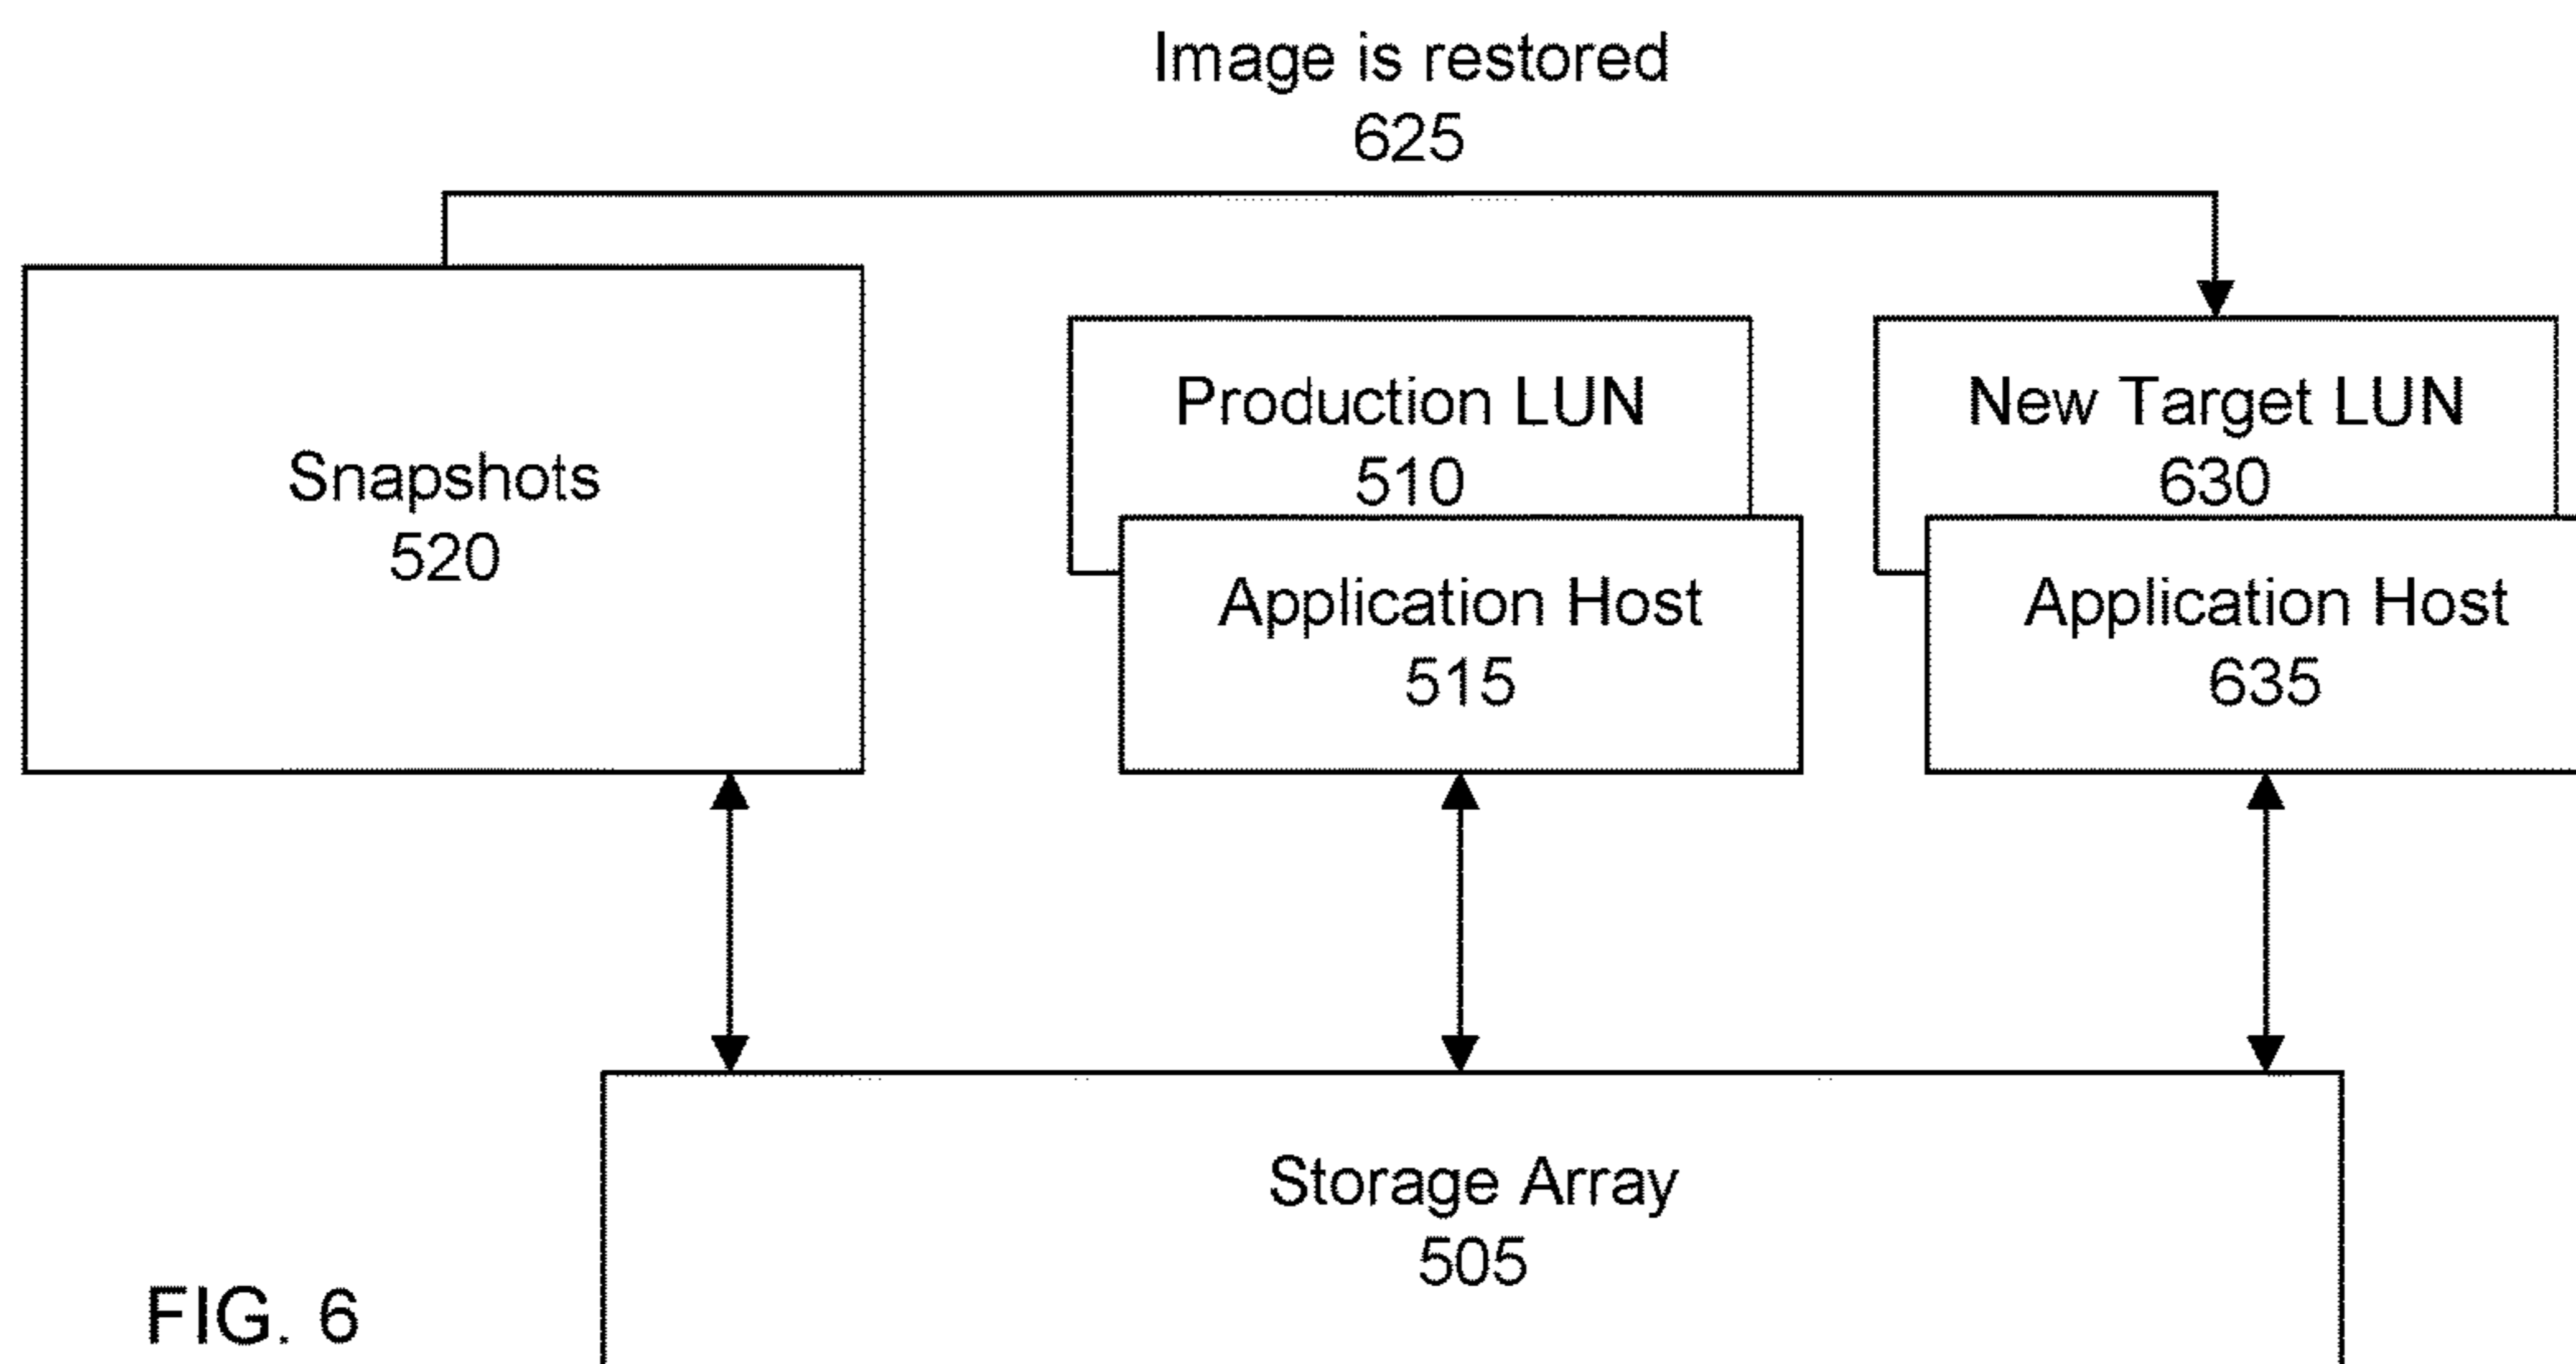 Image is restored
625
Snapshots
520
Production LUN
510
New Target LUN
630
Application Host
515
Application Host
635
Storage Array
505
FIG. 6